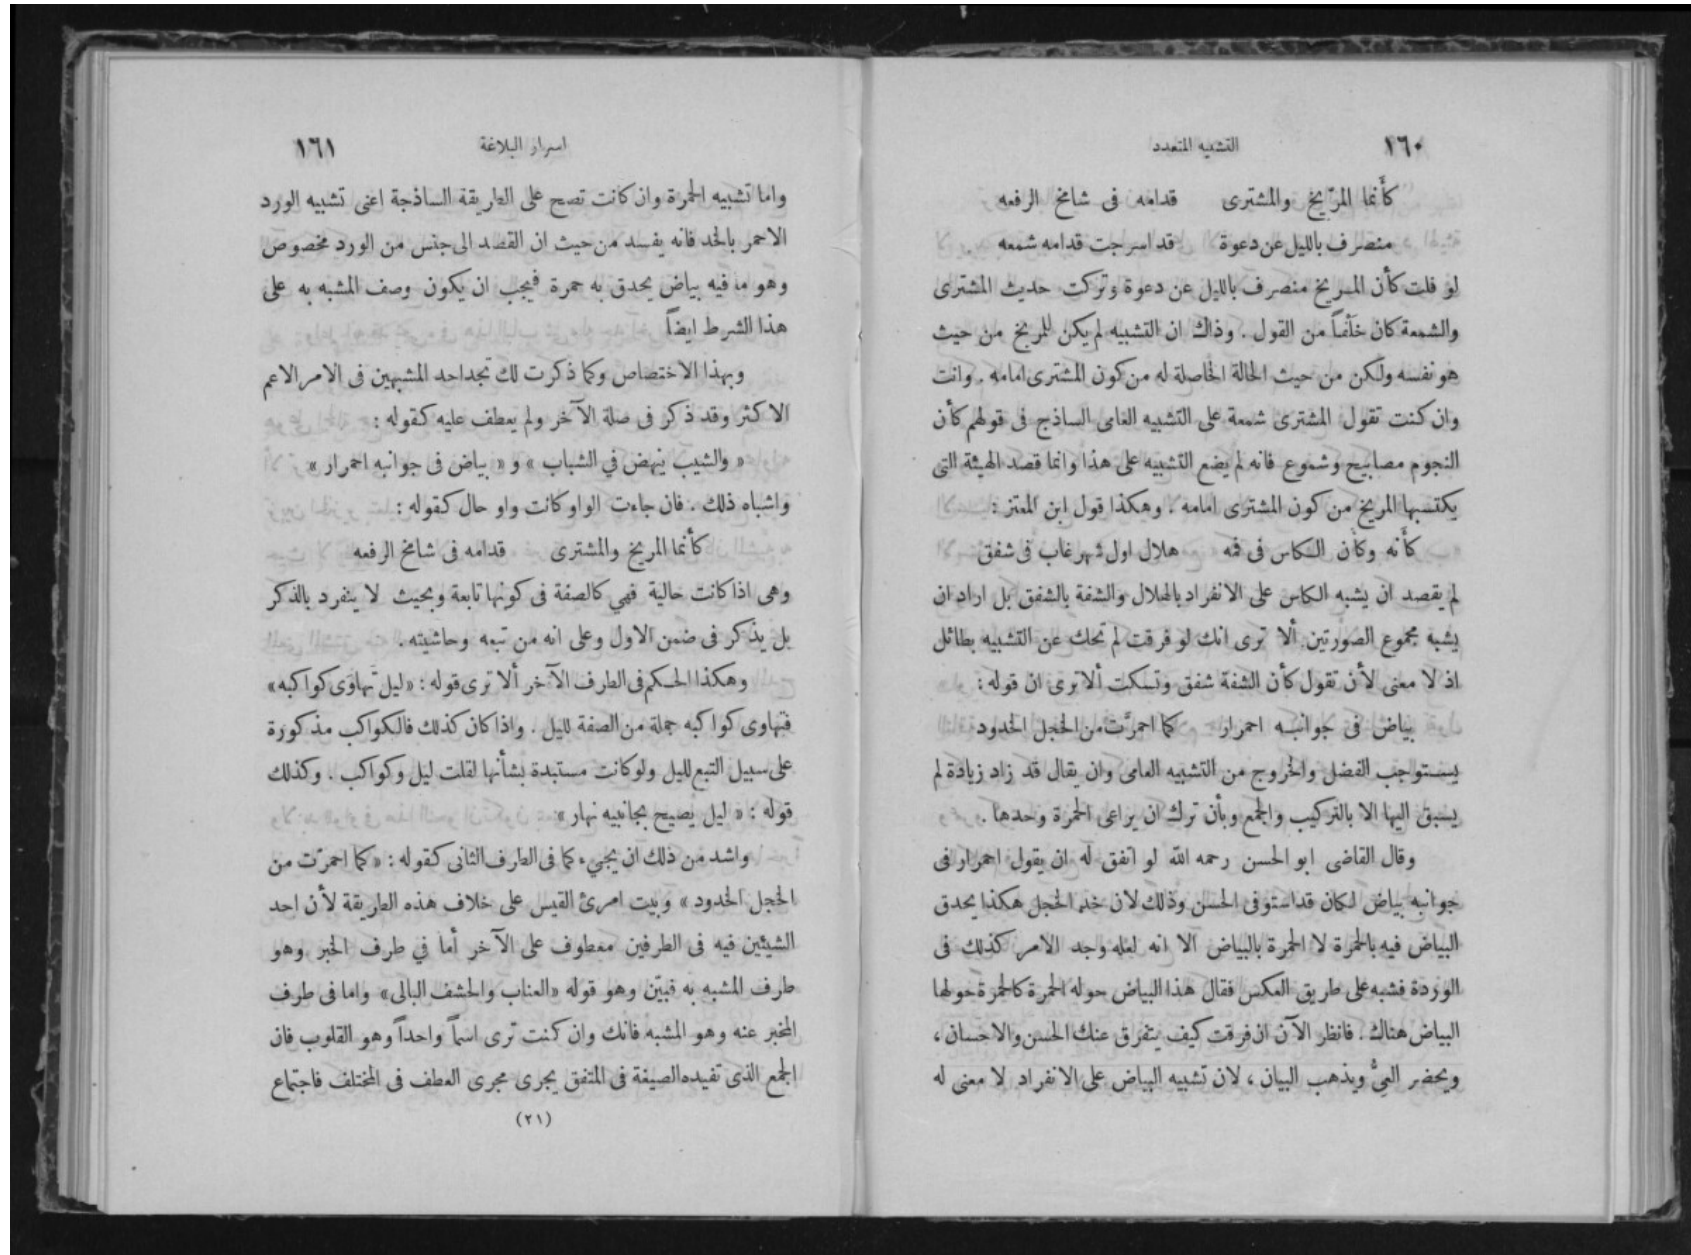 ١٦٠
التشبيه المتعدد
كأَنما المرّيخ والمشترى قدامه فى شامخ الرفعه
منصرف بالليل عن دعوة قد اسرجت قدامه شمعه
لو قلت كأن المريخ منصرف بالليل عن دعوة وتركت حديث المشترى
والشمعة كان خلَفاً من القول . وذاك ان التشبيه لم يكن للمريخ من حيث
هو نفسه ولكن من حيث الحالة الحاصلة له من كون المشترى امامه . وانت
وان كنت تقول المشترى شمعة على التشبيه العامى الساذج فى قولهم كأن
النجوم مصابيح وشموع فانه لم يضع التشبيه على هذا وانما قصد الهيئة التى
يكتسبها المريخ من كون المشترى امامه . وهكذا قول ابن المعتز :
كأَنه وكأن الكاس فى فمه هلال اول شهر غاب فى شفق
لم يقصد ان يشبه الكاس على الانفراد بالهلال والشفة بالشفق بل اراد ان
يشبه مجموع الصورتين ألا ترى انك لو فرقت لم تحك عن التشبيه بطائل
اذ لا معنى لأن تقول كأن الشفة شفق وتسكت ألا ترى ان قوله :
بياض فى جوانبه احمرار كما احمرَّت من الخجل الخدود
يستوجب الفضل والخروج من التشبيه العامى وان يقال قد زاد زيادة لم
يسبق اليها الا بالتركيب والجمع وبأن ترك ان يراعى الحمرة وحدها .
وقال القاضى ابو الحسن رحمه اللّه لو اتفق له ان يقول احمرار فى
جوانبه بياض لكان قد استوفى الحسن وذلك لان خد الخجل هكذا يحدق
البياض فيه بالحمرة لا الحمرة بالبياض الا انه لعله وجد الامر كذلك فى
الوردة فشبه على طريق العكس فقال هذا البياض حوله الحمرة كالحمرة حولها
البياض هناك . فانظر الآن ان فرقت كيف يتفرق عنك الحسن والاحسان ،
ويحضر العِيُّ ويذهب البيان ، لان تشبيه البياض على الانفراد لا معنى له
اسرار البلاغة
١٦١
واما تشبيه الحمرة وان كانت تصح على الطريقة الساذجة اعنى تشبيه الورد
الاحمر بالخد فانه يفسد من حيث ان القصد الى جنس من الورد مخصوص
وهو ما فيه بياض يحدق به حمرة فيجب ان يكون وصف المشبه به على
هذا الشرط ايضاً
وبهذا الاختصاص وكما ذكرت لك تجد احد المشبهين فى الامر الاعم
الاكثر وقد ذكر فى صلة الآخر ولم يعطف عليه كقوله :
« والشيب ينهض في الشباب » و « بياض فى جوانبه احمرار »
واشباه ذلك . فان جاءت الواو كانت واو حال كقوله :
كأنما المريخ والمشترى قدامه فى شامخ الرفعه
وهى اذا كانت حالية فهي كالصفة فى كونها تابعة وبحيث لا ينفرد بالذكر
بل يذكر فى ضمن الاول وعلى انه من تبعه وحاشيته .
وهكذا الحكم فى الطرف الآخر ألا ترى قوله : « ليل تهاوى كواكبه »
فتهاوى كواكبه جملة من الصفة لليل . واذا كان كذلك فالكواكب مذكورة
على سبيل التبع لليل ولو كانت مستبدة بشأنها لقلت ليل وكواكب . وكذلك
قوله : « ليل يصيح بجانبيه نهار »
واشد من ذلك ان يجيء كما فى الطرف الثانى كقوله : « كما احمرّت من
الخجل الخدود » وبيت امرئ القيس على خلاف هذه الطريقة لأن احد
الشيئين فيه فى الطرفين معطوف على الآخر أما في طرف الخبر وهو
طرف المشبه به فبيّن وهو قوله « العناب والحشف البالى » واما فى طرف
المخبر عنه وهو المشبه فانك وان كنت ترى اسماً واحداً وهو القلوب فان
الجمع الذى تفيده الصيغة فى المتفق يجرى مجرى العطف فى المختلف فاجتماع
(٢١)